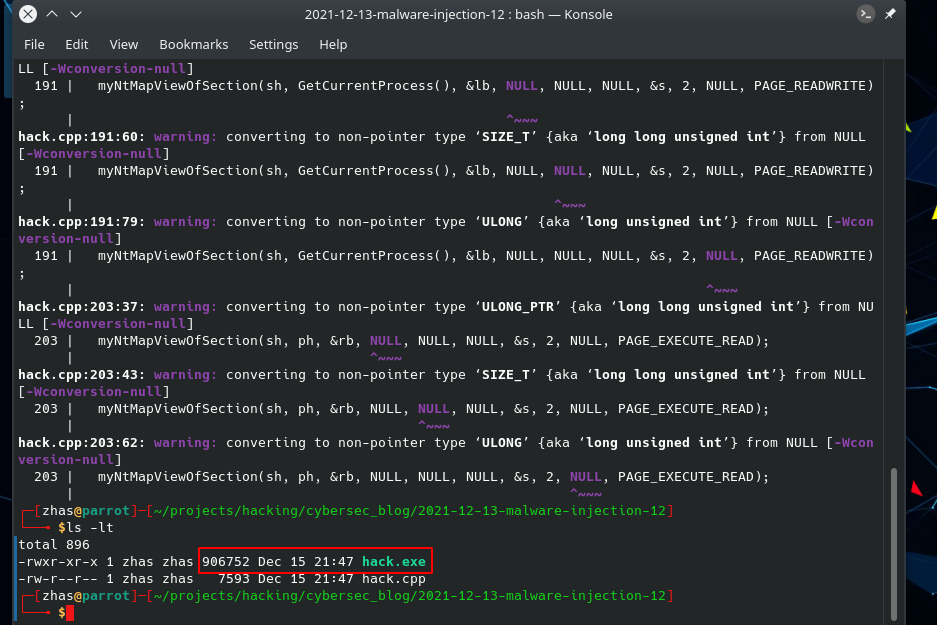 2021-12-13-malware-injection-12 : bash — Konsole
File Edit View Bookmarks Settings Help
LL [-Wconversion-null]
191 |   myNtMapViewOfSection(sh, GetCurrentProcess(), &lb, NULL, NULL, NULL, &s, 2, NULL, PAGE_READWRITE)
;
|                                                      ^~~~
hack.cpp:191:60: warning: converting to non-pointer type ‘SIZE_T’ {aka ‘long long unsigned int’} from NULL
[-Wconversion-null]
191 |   myNtMapViewOfSection(sh, GetCurrentProcess(), &lb, NULL, NULL, NULL, &s, 2, NULL, PAGE_READWRITE)
;
|                                                            ^~~~
hack.cpp:191:79: warning: converting to non-pointer type ‘ULONG’ {aka ‘long unsigned int’} from NULL [-Wcon
version-null]
191 |   myNtMapViewOfSection(sh, GetCurrentProcess(), &lb, NULL, NULL, NULL, &s, 2, NULL, PAGE_READWRITE)
;
|                                                                               ^~~~
hack.cpp:203:37: warning: converting to non-pointer type ‘ULONG_PTR’ {aka ‘long long unsigned int’} from NU
LL [-Wconversion-null]
203 |   myNtMapViewOfSection(sh, ph, &rb, NULL, NULL, NULL, &s, 2, NULL, PAGE_EXECUTE_READ);
|                                     ^~~~
hack.cpp:203:43: warning: converting to non-pointer type ‘SIZE_T’ {aka ‘long long unsigned int’} from NULL
[-Wconversion-null]
203 |   myNtMapViewOfSection(sh, ph, &rb, NULL, NULL, NULL, &s, 2, NULL, PAGE_EXECUTE_READ);
|                                           ^~~~
hack.cpp:203:62: warning: converting to non-pointer type ‘ULONG’ {aka ‘long unsigned int’} from NULL [-Wcon
version-null]
203 |   myNtMapViewOfSection(sh, ph, &rb, NULL, NULL, NULL, &s, 2, NULL, PAGE_EXECUTE_READ);
|                                                              ^~~~
┌─[zhas@parrot]─[~/projects/hacking/cybersec_blog/2021-12-13-malware-injection-12]
└──╼ $ls -lt
total 896
-rwxr-xr-x 1 zhas zhas 906752 Dec 15 21:47 hack.exe
-rw-r--r-- 1 zhas zhas   7593 Dec 15 21:47 hack.cpp
┌─[zhas@parrot]─[~/projects/hacking/cybersec_blog/2021-12-13-malware-injection-12]
└──╼ $